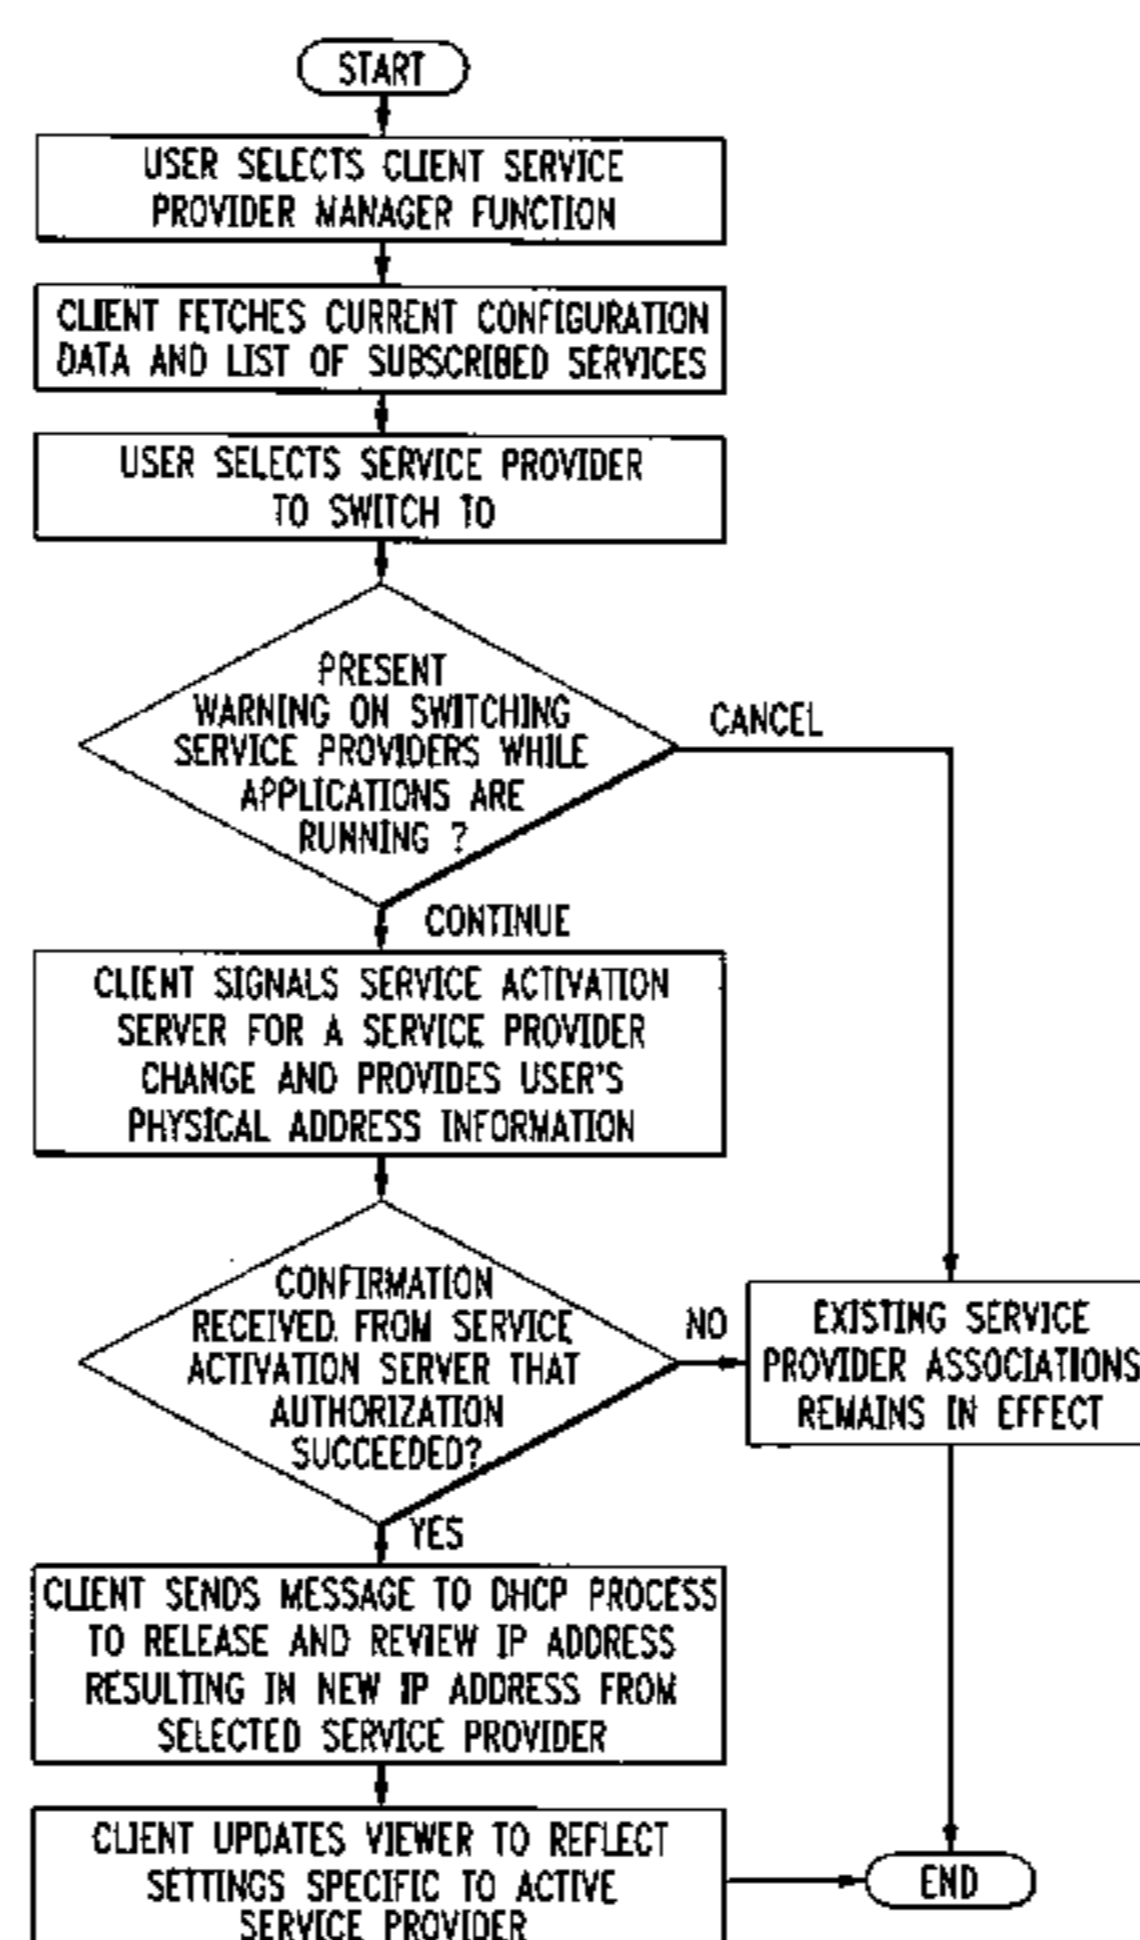 START
USER SELECTS CLIENT SERVICE
PROVIDER MANAGER FUNCTION
CLIENT FETCHES CURRENT CONFIGURATION
DATA AND LIST OF SUBSCRIBED SERVICES
USER SELECTS SERVICE PROVIDER
TO SWITCH TO
PRESENT
WARNING ON SWITCHING
SERVICE PROVIDERS WHILE
APPLICATIONS ARE
RUNNING ?
CANCEL
CONTINUE
CLIENT SIGNALS SERVICE ACTIVATION
SERVER FOR A SERVICE PROVIDER
CHANGE AND PROVIDES USER'S
PHYSICAL ADDRESS INFORMATION
CONFIRMATION
RECEIVED FROM SERVICE
ACTIVATION SERVER THAT
AUTHORIZATION
SUCCEEDED?
NO
EXISTING SERVICE
PROVIDER ASSOCIATIONS
REMAINS IN EFFECT
YES
CLIENT SENDS MESSAGE TO DHCP PROCESS
TO RELEASE AND REVIEW IP ADDRESS
RESULTING IN NEW IP ADDRESS FROM
SELECTED SERVICE PROVIDER
CLIENT UPDATES VIEWER TO REFLECT
SETTINGS SPECIFIC TO ACTIVE
SERVICE PROVIDER
END